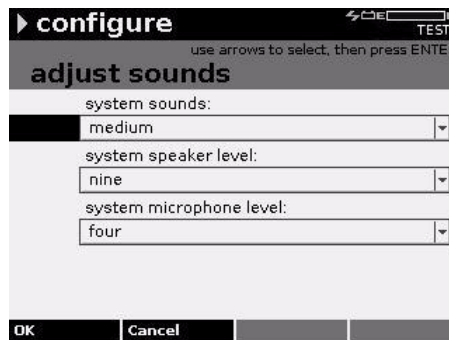 configure
TEST
use arrows to select, then press ENTE
adjust sounds
system sounds:
medium
system speaker level:
nine
system microphone level:
four
OK Cancel